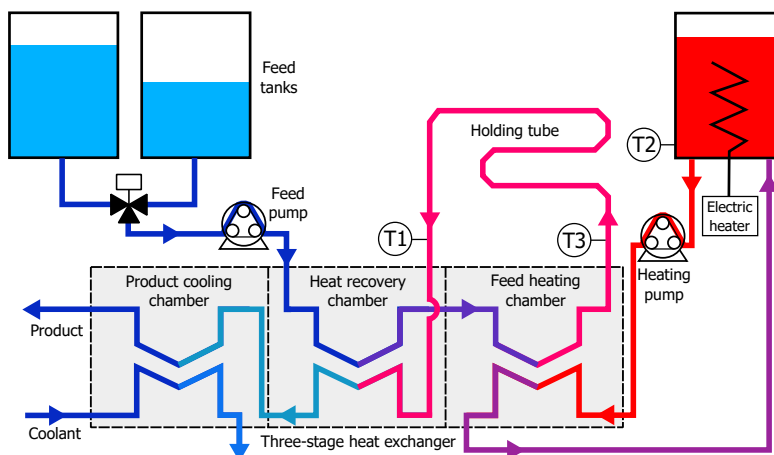 Feed
tanks
Holding tube
T2
Feed
pump
T1
T3
Electric
heater
Heating
pump
Product cooling
chamber
Heat recovery
chamber
Feed heating
chamber
Product
Coolant
Three-stage heat exchanger